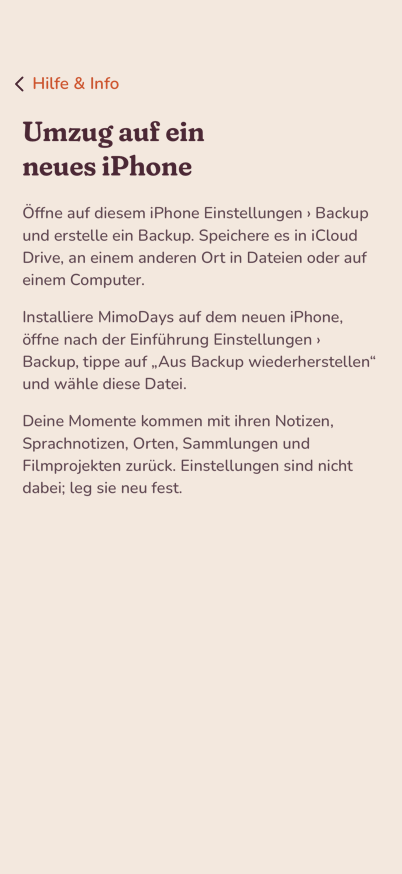 Hilfe & Info
Umzug auf ein
neues iPhone
Öffne auf diesem iPhone Einstellungen › Backup
und erstelle ein Backup. Speichere es in iCloud
Drive, an einem anderen Ort in Dateien oder auf
einem Computer.
Installiere MimoDays auf dem neuen iPhone,
öffne nach der Einführung Einstellungen ›
Backup, tippe auf „Aus Backup wiederherstellen“
und wähle diese Datei.
Deine Momente kommen mit ihren Notizen,
Sprachnotizen, Orten, Sammlungen und
Filmprojekten zurück. Einstellungen sind nicht
dabei; leg sie neu fest.